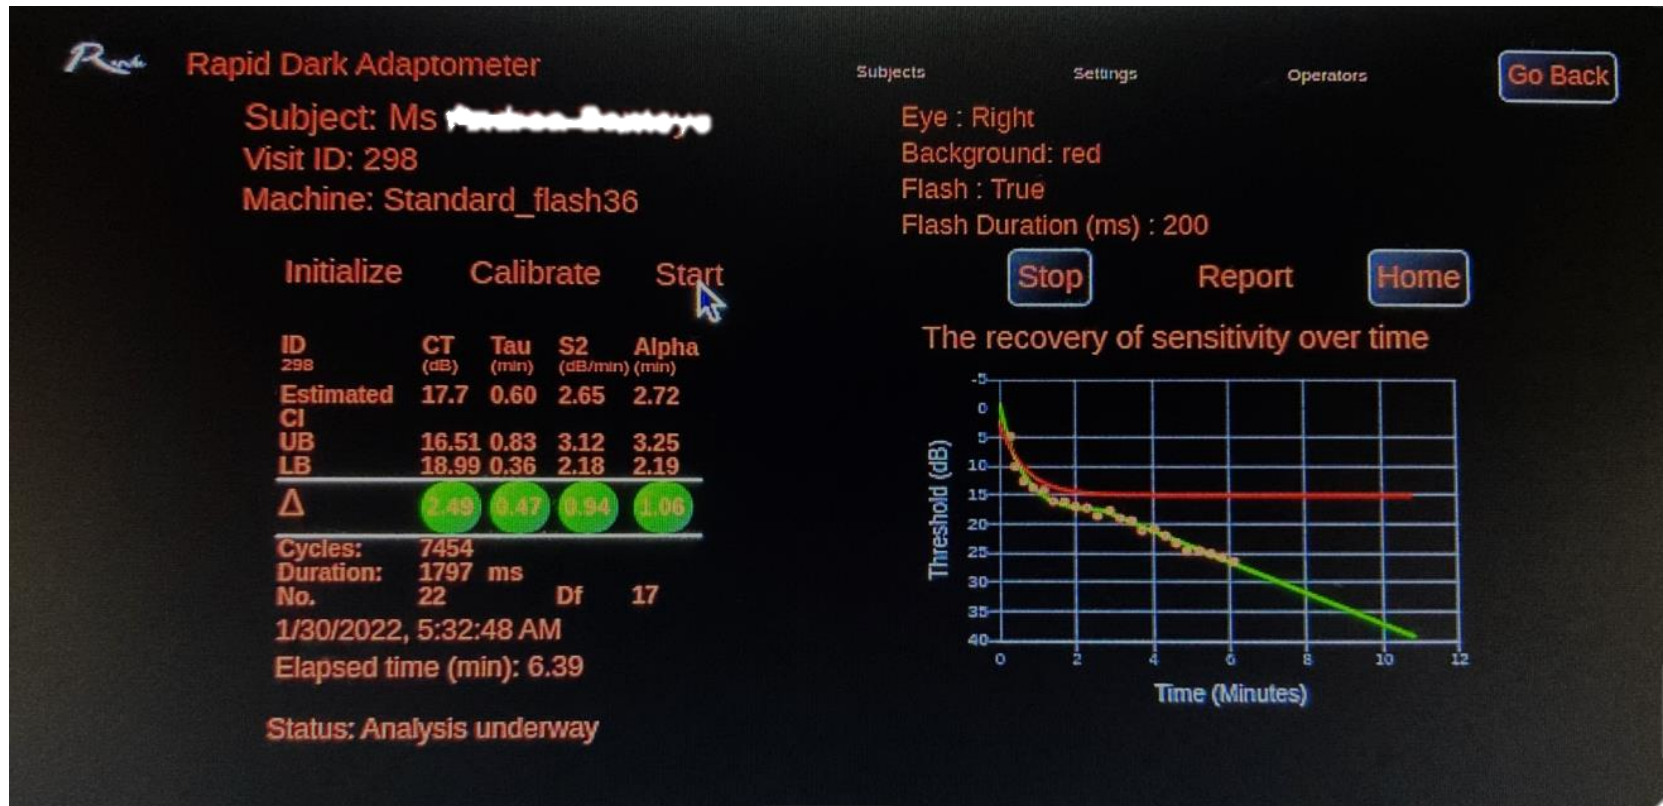 Rapid Dark Adaptometer
Subjects Settings Operators Go Back
Subject: Ms
Visit ID: 298
Machine: Standard_flash36
Eye : Right
Background: red
Flash : True
Flash Duration (ms) : 200
Initialize Calibrate Start
Stop Report Home
ID CT Tau S2 Alpha
298 (dB) (min) (dB/min) (min)
Estimated 17.7 0.60 2.65 2.72
CI
UB 16.51 0.83 3.12 3.25
LB 18.99 0.36 2.18 2.19
Δ 2.49 0.47 0.94 1.06
Cycles: 7454
Duration: 1797 ms
No. 22 Df 17
1/30/2022, 5:32:48 AM
Elapsed time (min): 6.39
Status: Analysis underway
The recovery of sensitivity over time
Threshold (dB)
-5
0
5
10
15
20
25
30
35
40
0 2 4 6 8 10 12
Time (Minutes)